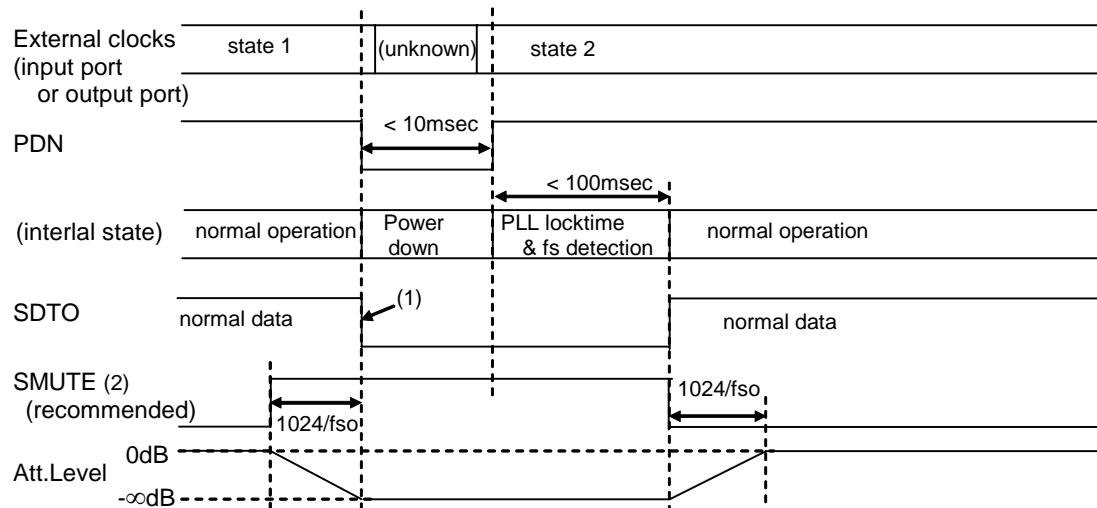 External clocks
(input port
or output port)
state 1
(unknown)
state 2
PDN
< 10msec
< 100msec
(interlal state)
normal operation
Power
down
PLL locktime
& fs detection
normal operation
SDTO
normal data
(1)
normal data
SMUTE (2)
(recommended)
1024/fso
1024/fso
Att.Level
0dB
-∞dB